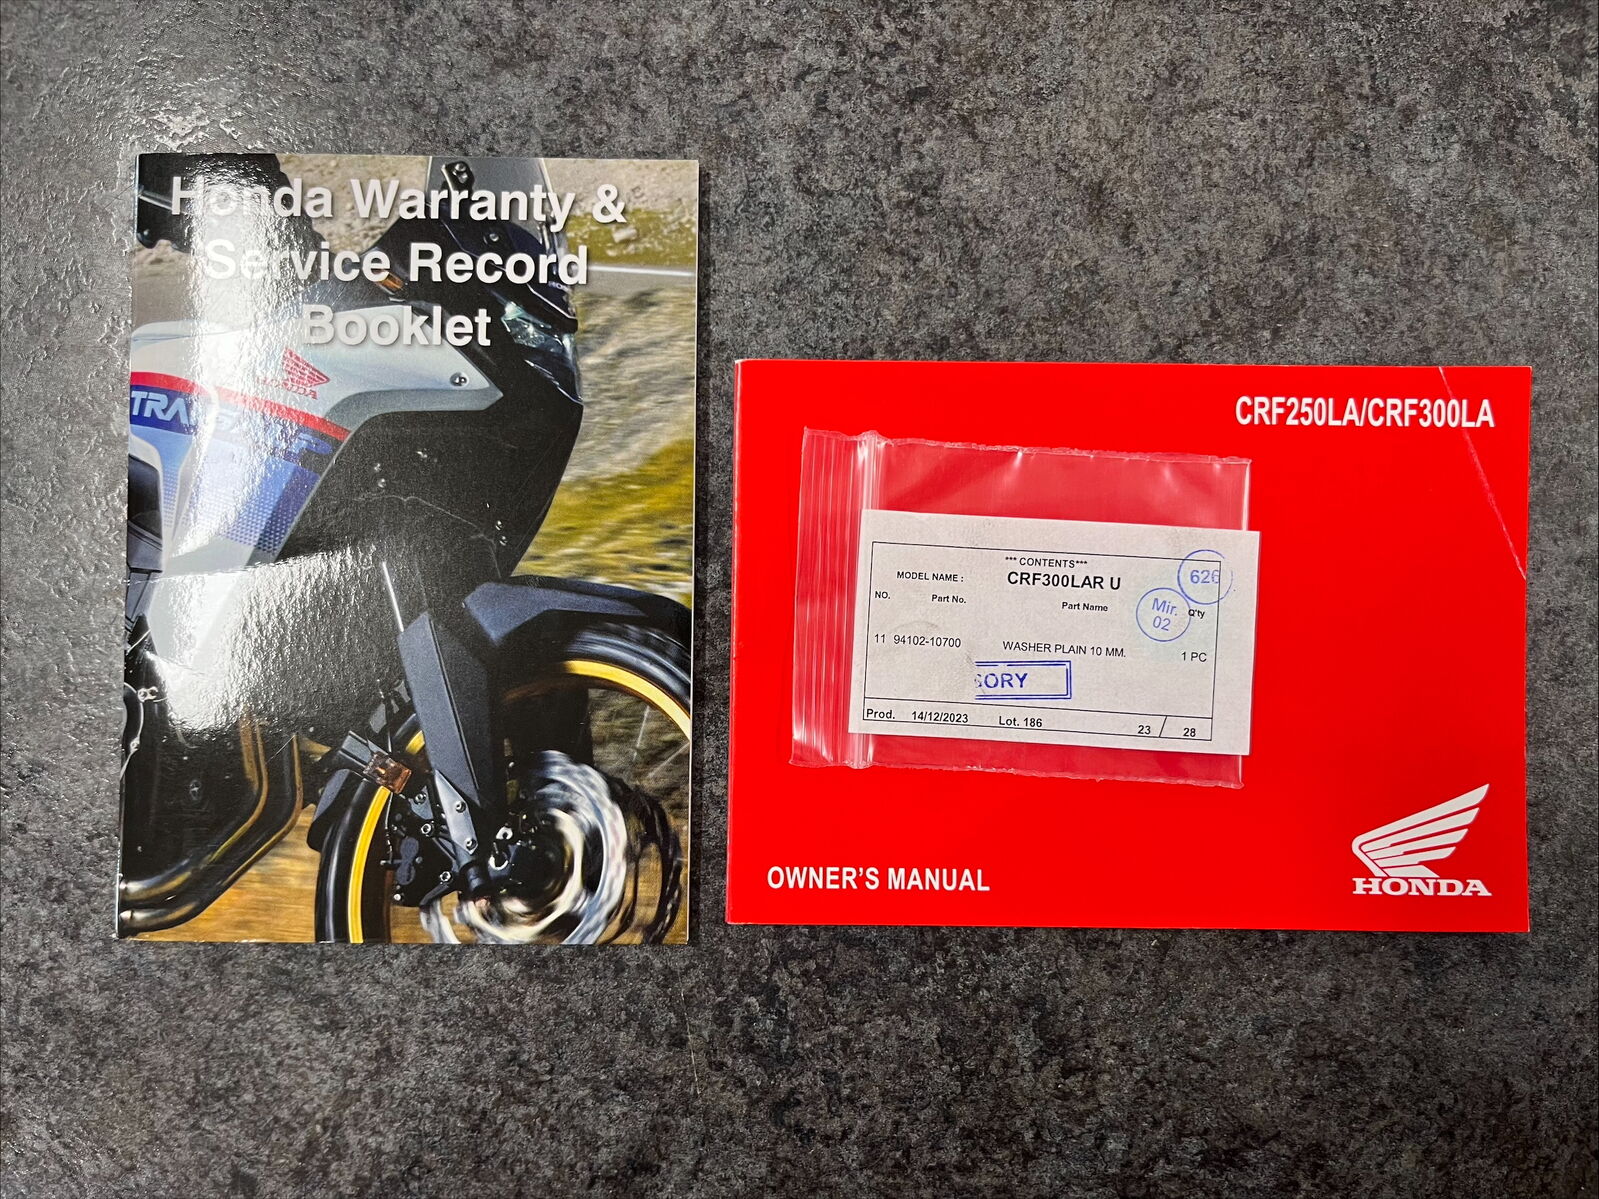 Honda Warranty &
Service Record
Booklet
HONDA
TRANSALP
CRF250LA/CRF300LA
*** CONTENTS***
MODEL NAME : CRF300LAR U
626
Mir.
02
NO. Part No. Part Name Q'ty
11 94102-10700 WASHER PLAIN 10 MM. 1 PC
SORY
Prod. 14/12/2023 Lot. 186 23 / 28
OWNER'S MANUAL
HONDA